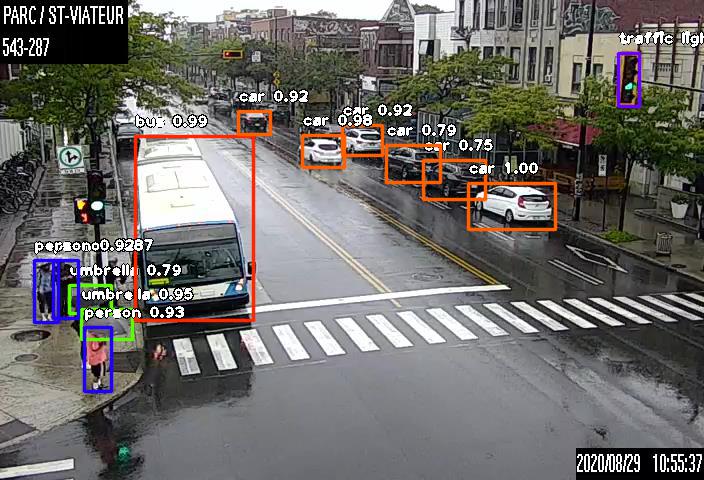 PARC / ST-VIATEUR
543-287
traffic ligh
car 0.92
car 0.92
car 0.98
bus 0.99
car 0.79
car 0.75
car 1.00
umbrella 0.79
umbrella 0.95
person 0.93
2020/08/29 10:55:37